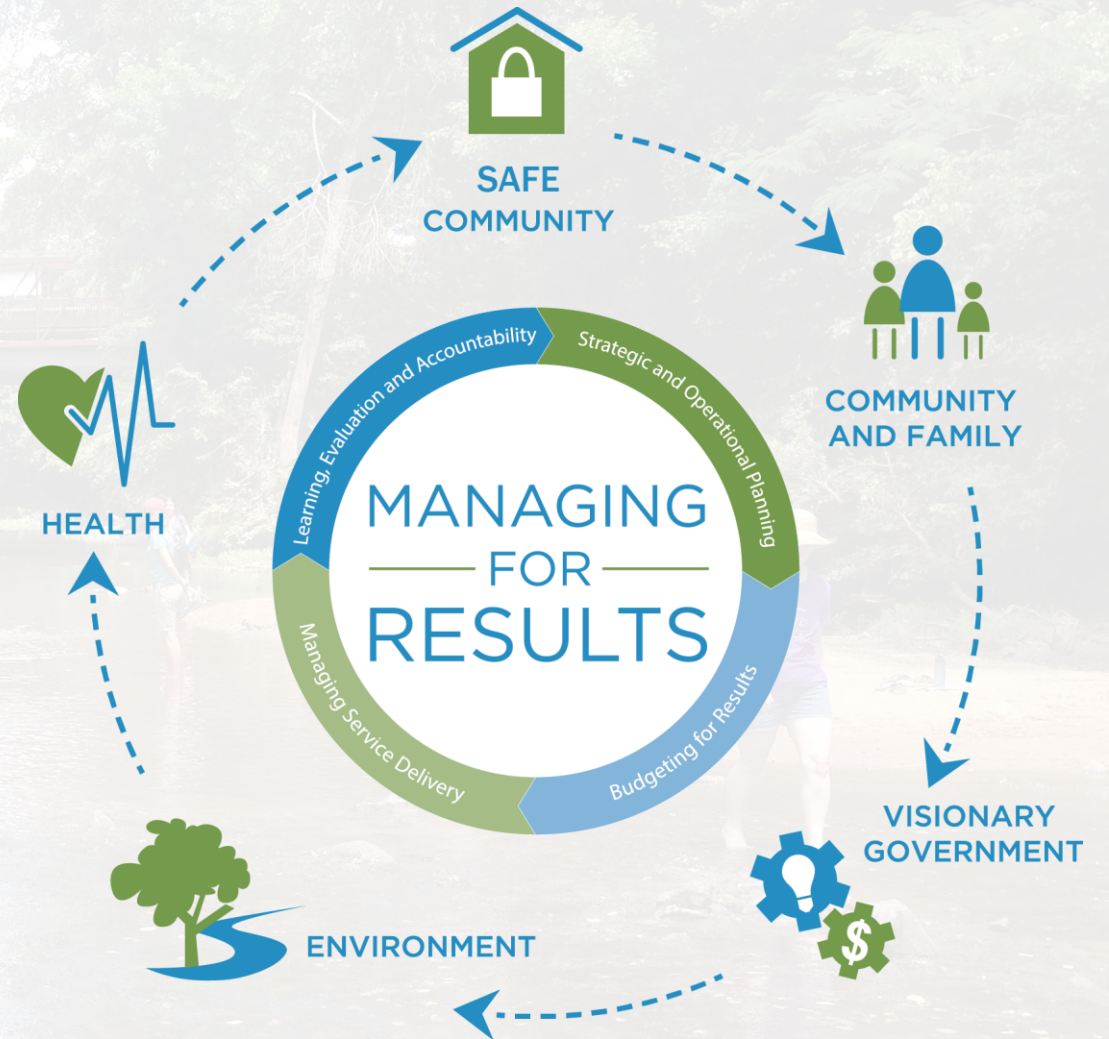 SAFE
COMMUNITY
COMMUNITY
AND FAMILY
VISIONARY
GOVERNMENT
$
ENVIRONMENT
HEALTH
Learning, Evaluation and Accountability
Strategic and Operational Planning
Budgeting for Results
Managing Service Delivery
MANAGING
FOR
RESULTS